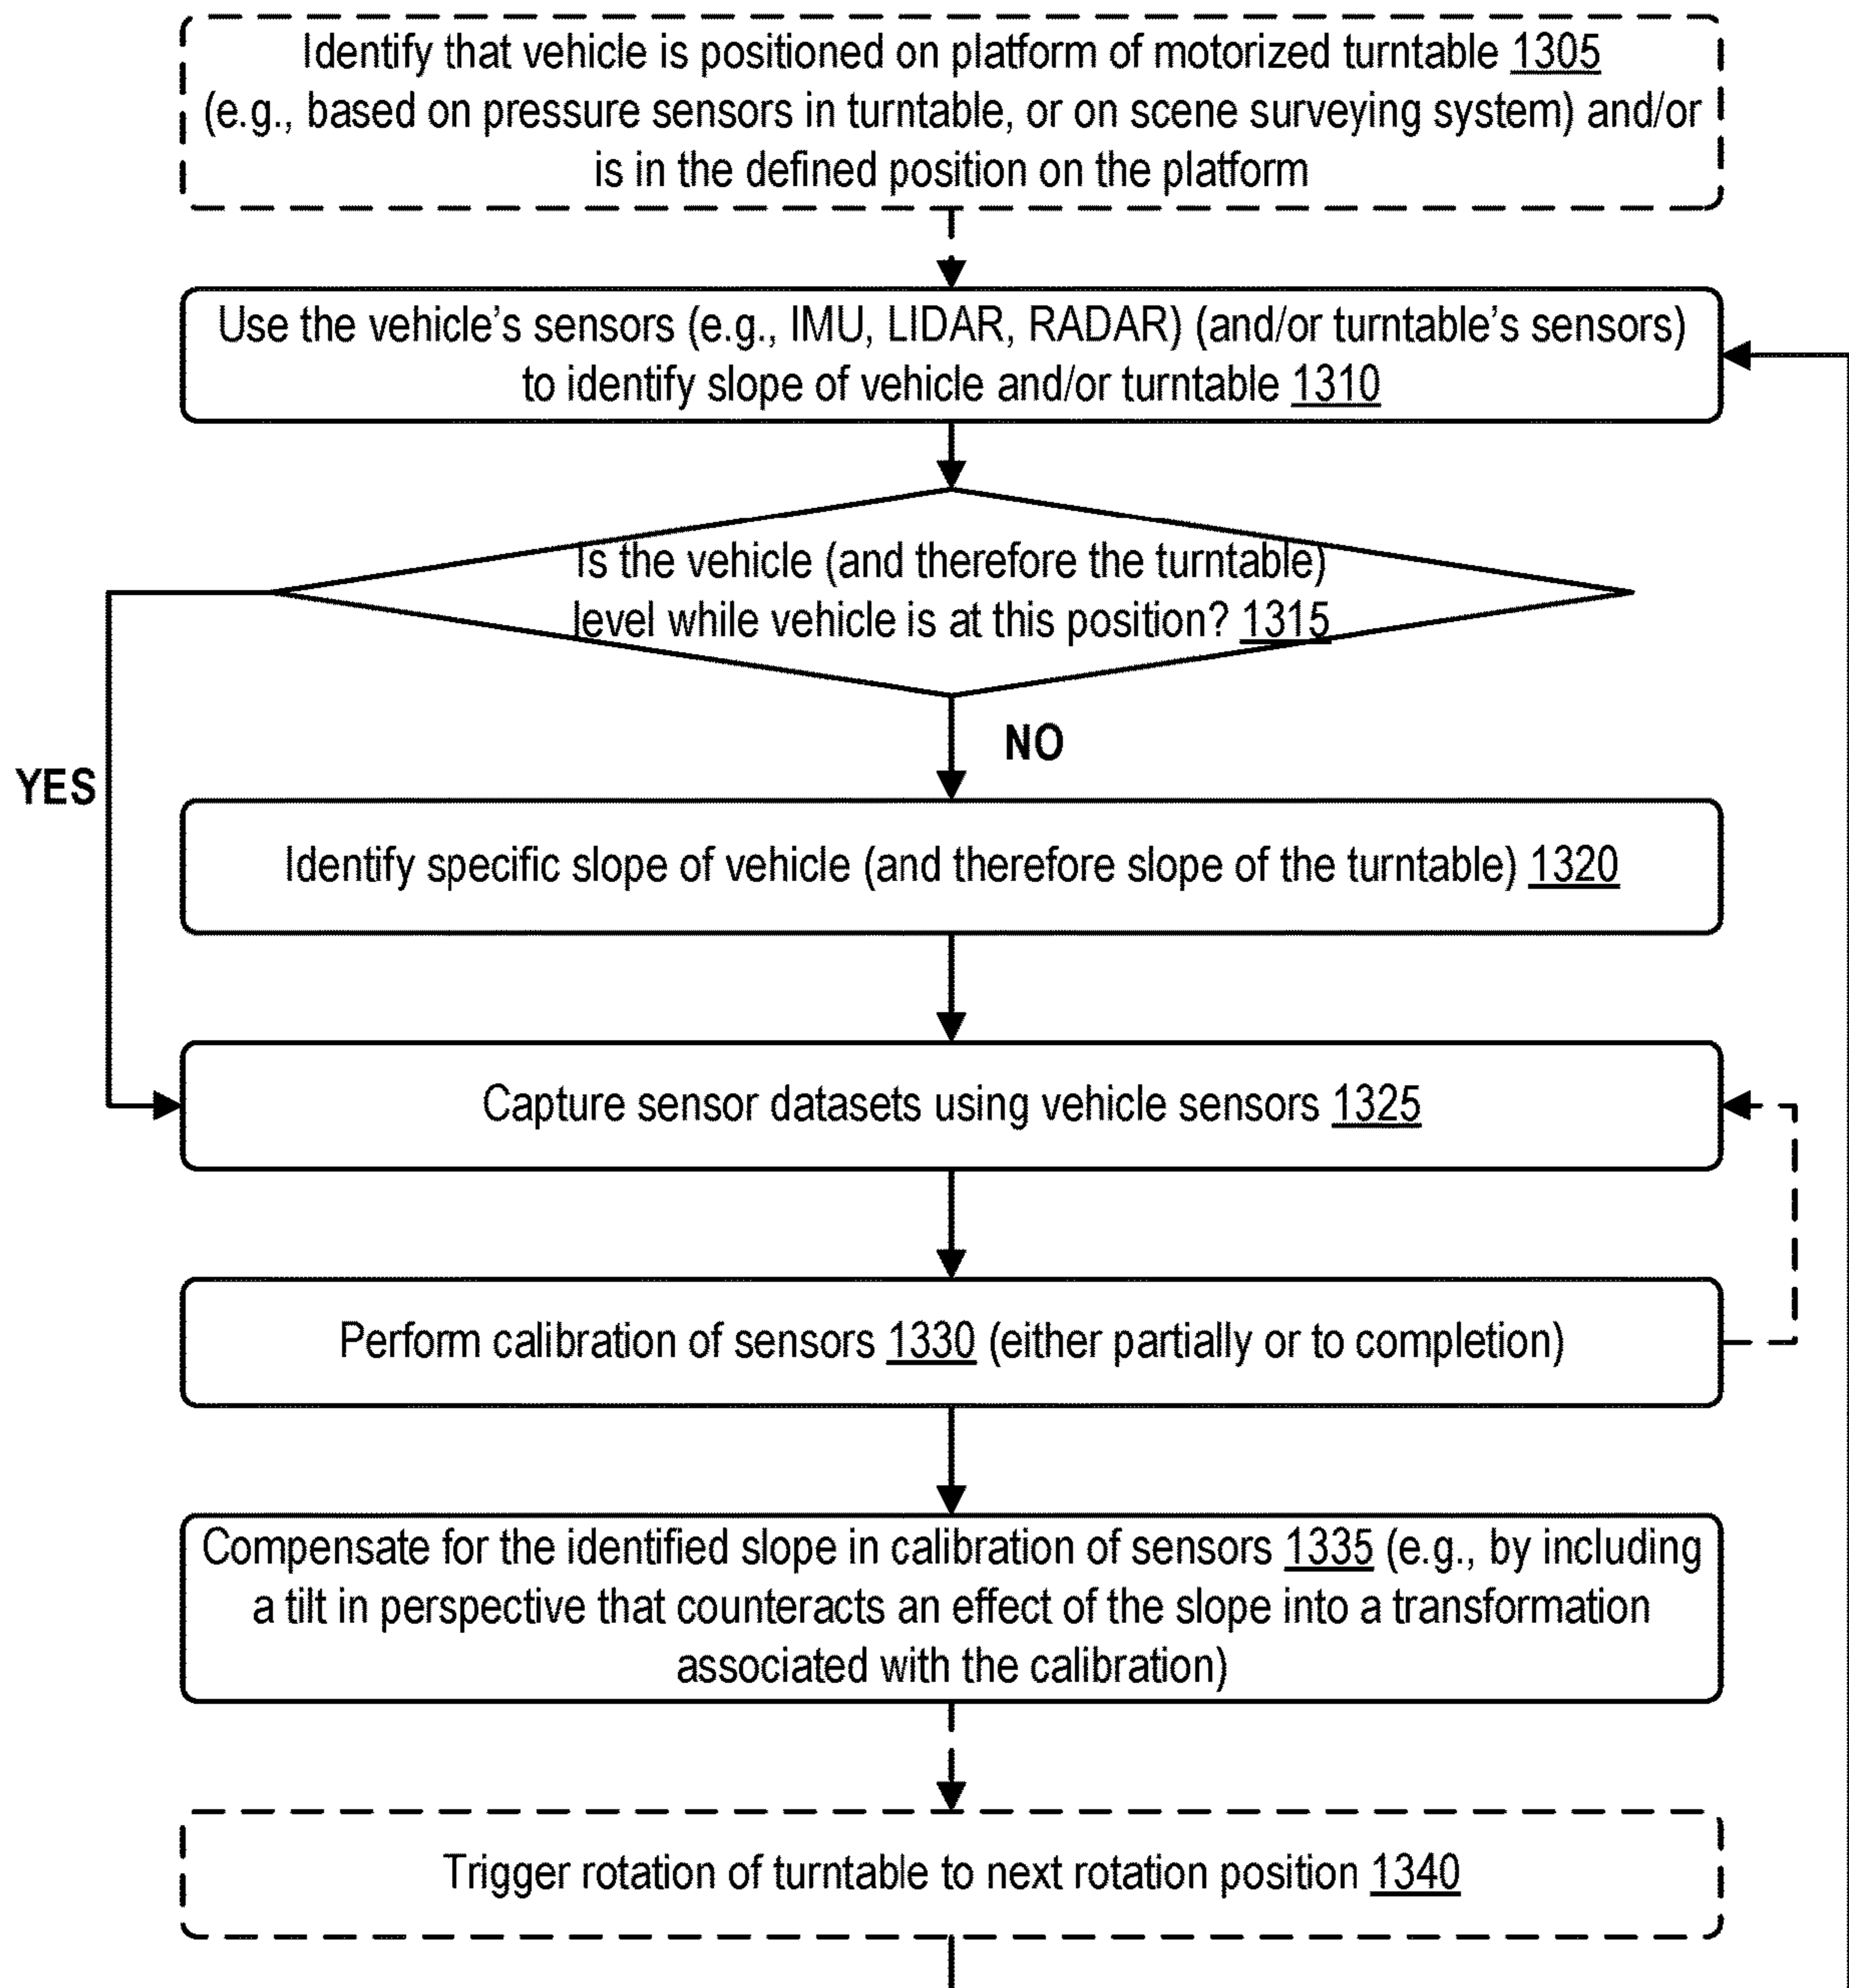 Identify that vehicle is positioned on platform of motorized turntable 1305
(e.g., based on pressure sensors in turntable, or on scene surveying system) and/or
is in the defined position on the platform
Use the vehicle's sensors (e.g., IMU, LIDAR, RADAR) (and/or turntable's sensors)
to identify slope of vehicle and/or turntable 1310
Is the vehicle (and therefore the turntable)
level while vehicle is at this position? 1315
NO
YES
Identify specific slope of vehicle (and therefore slope of the turntable) 1320
Capture sensor datasets using vehicle sensors 1325
Perform calibration of sensors 1330 (either partially or to completion)
Compensate for the identified slope in calibration of sensors 1335 (e.g., by including
a tilt in perspective that counteracts an effect of the slope into a transformation
associated with the calibration)
Trigger rotation of turntable to next rotation position 1340